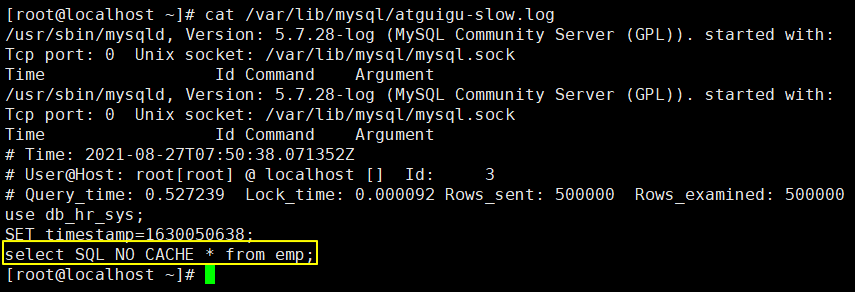 [root@localhost ~]# cat /var/lib/mysql/atguigu-slow.log
/usr/sbin/mysqld, Version: 5.7.28-log (MySQL Community Server (GPL)). started with:
Tcp port: 0  Unix socket: /var/lib/mysql/mysql.sock
Time                 Id Command    Argument
/usr/sbin/mysqld, Version: 5.7.28-log (MySQL Community Server (GPL)). started with:
Tcp port: 0  Unix socket: /var/lib/mysql/mysql.sock
Time                 Id Command    Argument
# Time: 2021-08-27T07:50:38.071352Z
# User@Host: root[root] @ localhost []  Id:     3
# Query_time: 0.527239  Lock_time: 0.000092 Rows_sent: 500000  Rows_examined: 500000
use db_hr_sys;
SET timestamp=1630050638;
select SQL_NO_CACHE * from emp;
[root@localhost ~]#